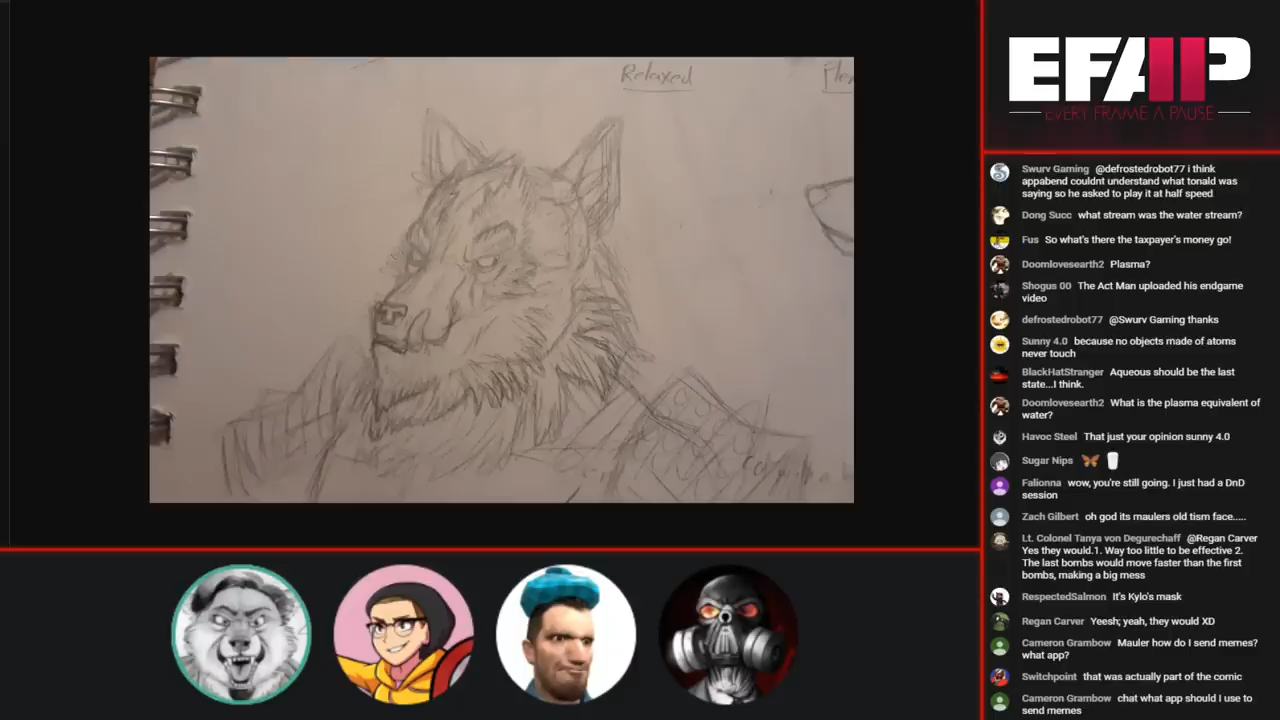 Relaxed
EFAP
EVERY FRAME A PAUSE
Swurv Gaming @defrostedrobot77 i think
appabend couldnt understand what tonald was
saying so he asked to play it at half speed
Dong Succ what stream was the water stream?
Fus So what's there the taxpayer's money go!
Doomlovesearth2 Plasma?
Shogus 00 The Act Man uploaded his endgame
video
defrostedrobot77 @Swurv Gaming thanks
Sunny 4.0 because no objects made of atoms
never touch
BlackHatStranger Aqueous should be the last
state...I think.
Doomlovesearth2 What is the plasma equivalent of
water?
Havoc Steel That just your opinion sunny 4.0
Sugar Nips
Falionna wow, you're still going. I just had a DnD
session
Zach Gilbert oh god its maulers old tism face.....
Lt. Colonel Tanya von Degurechaff @Regan Carver
Yes they would.1. Way too little to be effective 2.
The last bombs would move faster than the first
bombs, making a big mess
RespectedSalmon It's Kylo's mask
Regan Carver Yeesh; yeah, they would XD
Cameron Grambow Mauler how do I send memes?
what app?
Switchpoint that was actually part of the comic
Cameron Grambow chat what app should I use to
send memes